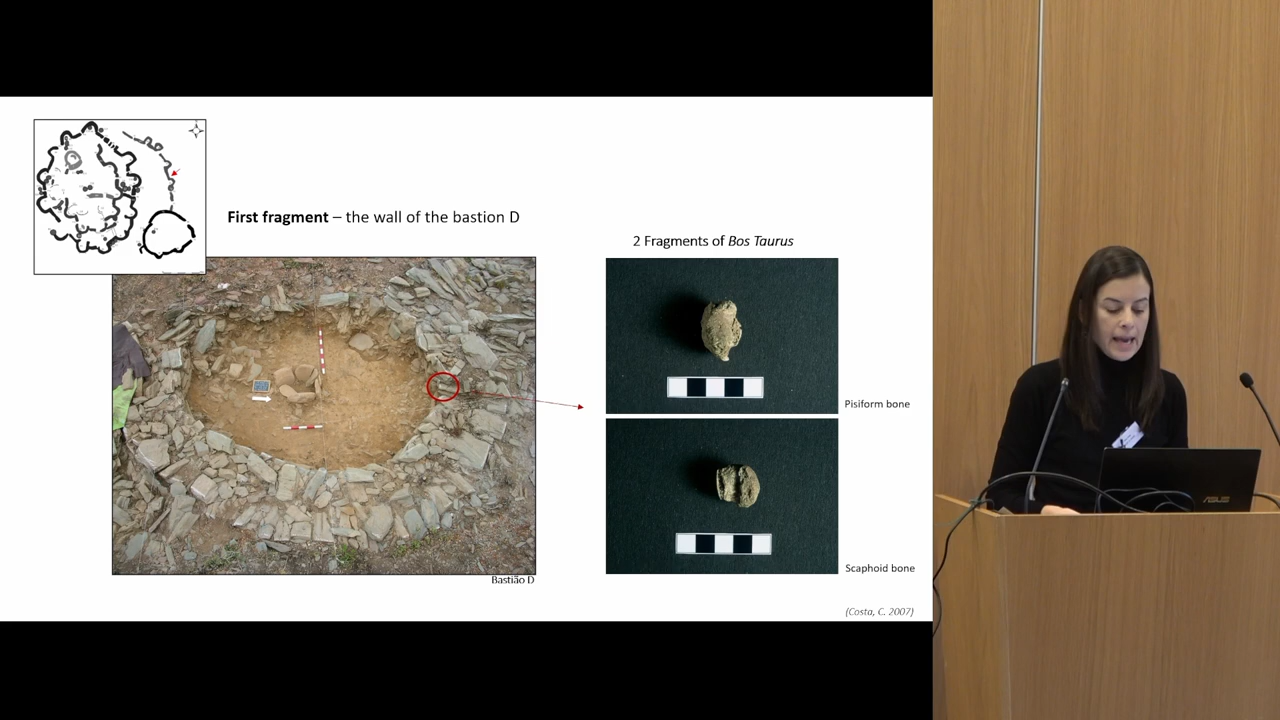 First fragment – the wall of the bastion D
2 Fragments of Bos Taurus
Pisiform bone
Scaphoid bone
Bastião D
(Costa, C. 2007)
ASUS